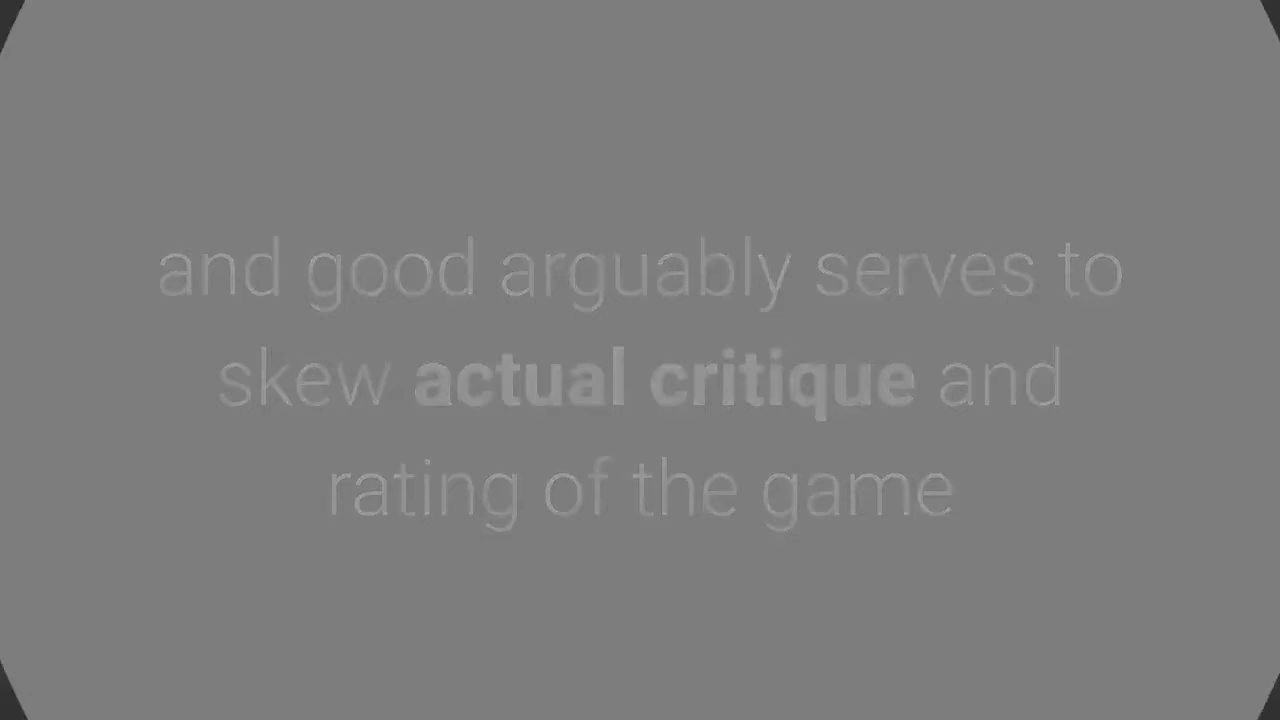 and good arguably serves to
skew actual critique and
rating of the game